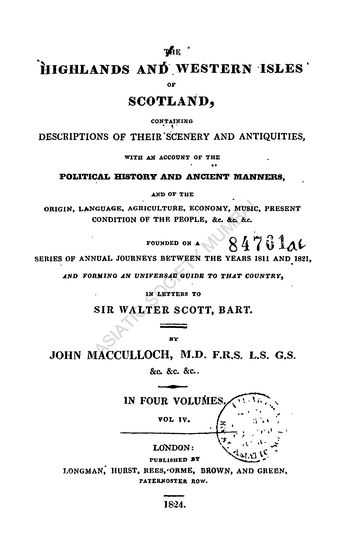 THE
HIGHLANDS AND WESTERN ISLES
OF
SCOTLAND,
CONTAINING
DESCRIPTIONS OF THEIR SCENERY AND ANTIQUITIES,
WITH AN ACCOUNT OF THE
POLITICAL HISTORY AND ANCIENT MANNERS,
AND OF THE
ORIGIN, LANGUAGE, AGRICULTURE, ECONOMY, MUSIC, PRESENT
CONDITION OF THE PEOPLE, &c. &c. &c.
FOUNDED ON A
84761
SERIES OF ANNUAL JOURNEYS BETWEEN THE YEARS 1811 AND 1821,
AND FORMING AN UNIVERSAL GUIDE TO THAT COUNTRY,
IN LETTERS TO
SIR WALTER SCOTT, BART.
BY
JOHN MACCULLOCH, M.D. F.R.S. L.S. G.S.
&c. &c. &c.
IN FOUR VOLUMES.
VOL IV.
LONDON:
PUBLISHED BY
LONGMAN, HURST, REES, ORME, BROWN, AND GREEN,
PATERNOSTER ROW.
1824.
ASIATIC SOCIETY MUMBAI